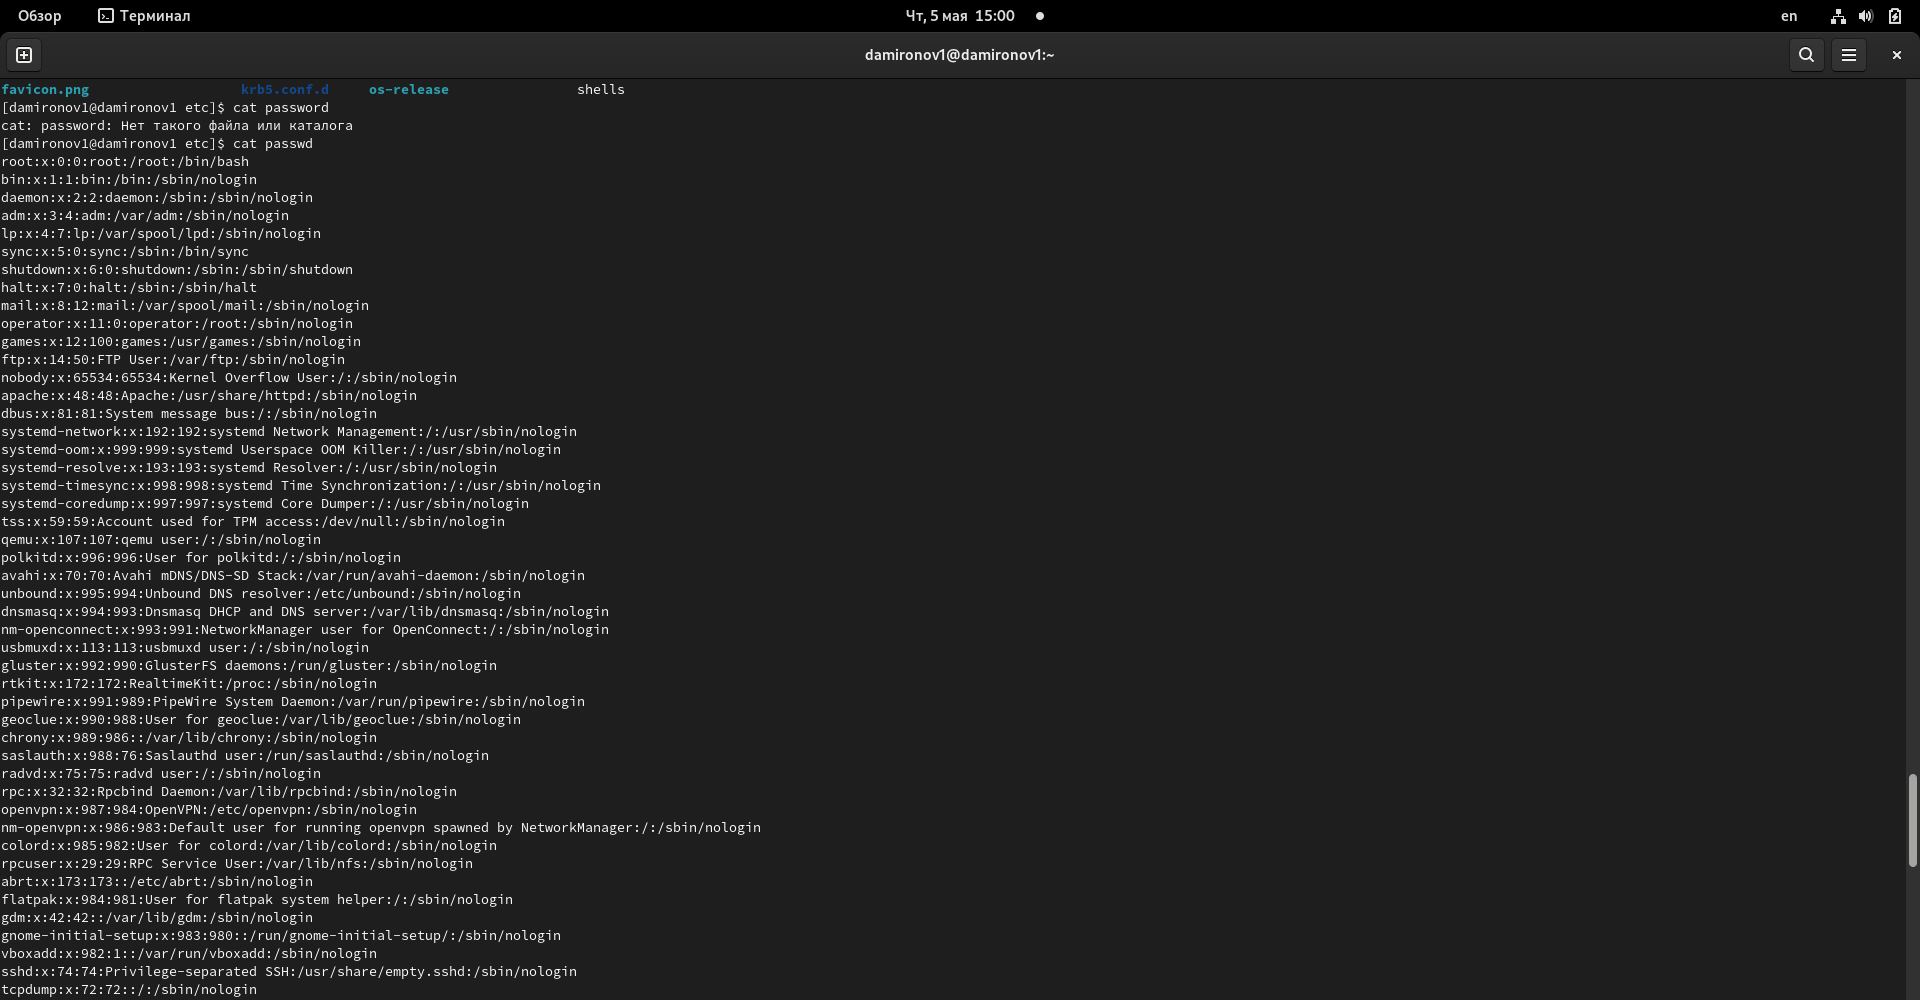 Обзор Терминал Чт, 5 мая 15:00 en
damironov1@damironov1:~
favicon.png krb5.conf.d os-release shells
[damironov1@damironov1 etc]$ cat password
cat: password: Нет такого файла или каталога
[damironov1@damironov1 etc]$ cat passwd
root:x:0:0:root:/root:/bin/bash
bin:x:1:1:bin:/bin:/sbin/nologin
daemon:x:2:2:daemon:/sbin:/sbin/nologin
adm:x:3:4:adm:/var/adm:/sbin/nologin
lp:x:4:7:lp:/var/spool/lpd:/sbin/nologin
sync:x:5:0:sync:/sbin:/bin/sync
shutdown:x:6:0:shutdown:/sbin:/sbin/shutdown
halt:x:7:0:halt:/sbin:/sbin/halt
mail:x:8:12:mail:/var/spool/mail:/sbin/nologin
operator:x:11:0:operator:/root:/sbin/nologin
games:x:12:100:games:/usr/games:/sbin/nologin
ftp:x:14:50:FTP User:/var/ftp:/sbin/nologin
nobody:x:65534:65534:Kernel Overflow User:/:/sbin/nologin
apache:x:48:48:Apache:/usr/share/httpd:/sbin/nologin
dbus:x:81:81:System message bus:/:/sbin/nologin
systemd-network:x:192:192:systemd Network Management:/:/usr/sbin/nologin
systemd-oom:x:999:999:systemd Userspace OOM Killer:/:/usr/sbin/nologin
systemd-resolve:x:193:193:systemd Resolver:/:/usr/sbin/nologin
systemd-timesync:x:998:998:systemd Time Synchronization:/:/usr/sbin/nologin
systemd-coredump:x:997:997:systemd Core Dumper:/:/usr/sbin/nologin
tss:x:59:59:Account used for TPM access:/dev/null:/sbin/nologin
qemu:x:107:107:qemu user:/:/sbin/nologin
polkitd:x:996:996:User for polkitd:/:/sbin/nologin
avahi:x:70:70:Avahi mDNS/DNS-SD Stack:/var/run/avahi-daemon:/sbin/nologin
unbound:x:995:994:Unbound DNS resolver:/etc/unbound:/sbin/nologin
dnsmasq:x:994:993:Dnsmasq DHCP and DNS server:/var/lib/dnsmasq:/sbin/nologin
nm-openconnect:x:993:991:NetworkManager user for OpenConnect:/:/sbin/nologin
usbmuxd:x:113:113:usbmuxd user:/:/sbin/nologin
gluster:x:992:990:GlusterFS daemons:/run/gluster:/sbin/nologin
rtkit:x:172:172:RealtimeKit:/proc:/sbin/nologin
pipewire:x:991:989:PipeWire System Daemon:/var/run/pipewire:/sbin/nologin
geoclue:x:990:988:User for geoclue:/var/lib/geoclue:/sbin/nologin
chrony:x:989:986::/var/lib/chrony:/sbin/nologin
saslauth:x:988:76:Saslauthd user:/run/saslauthd:/sbin/nologin
radvd:x:75:75:radvd user:/:/sbin/nologin
rpc:x:32:32:Rpcbind Daemon:/var/lib/rpcbind:/sbin/nologin
openvpn:x:987:984:OpenVPN:/etc/openvpn:/sbin/nologin
nm-openvpn:x:986:983:Default user for running openvpn spawned by NetworkManager:/:/sbin/nologin
colord:x:985:982:User for colord:/var/lib/colord:/sbin/nologin
rpcuser:x:29:29:RPC Service User:/var/lib/nfs:/sbin/nologin
abrt:x:173:173::/etc/abrt:/sbin/nologin
flatpak:x:984:981:User for flatpak system helper:/:/sbin/nologin
gdm:x:42:42::/var/lib/gdm:/sbin/nologin
gnome-initial-setup:x:983:980::/run/gnome-initial-setup/:/sbin/nologin
vboxadd:x:982:1::/var/run/vboxadd:/sbin/nologin
sshd:x:74:74:Privilege-separated SSH:/usr/share/empty.sshd:/sbin/nologin
tcpdump:x:72:72::/:/sbin/nologin